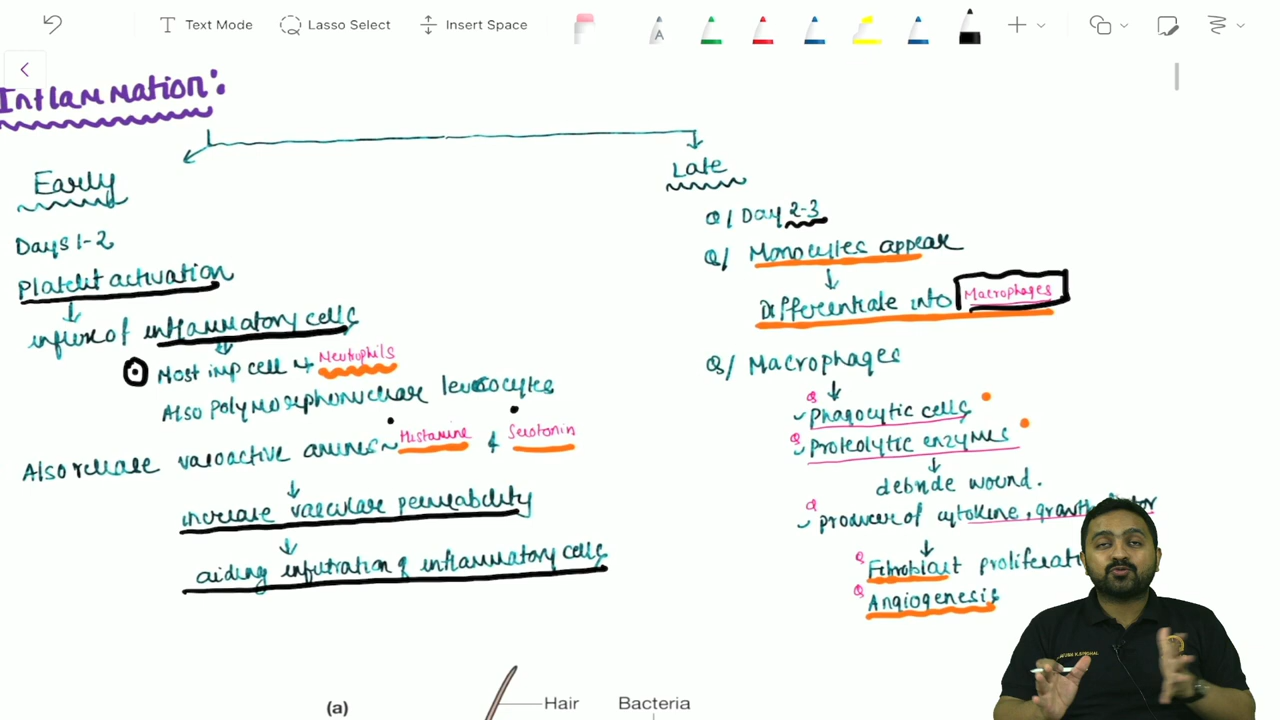 Text Mode
Lasso Select
Insert Space
Inflammation:
Early
Days 1-2
Platelet activation
influx of inflammatory cells
Most imp cell → Neutrophils
Also Polymorphonuclear leucocytes
Also release vasoactive amines ~ Histamine & Serotonin
increase vascular permeability
aiding infiltration of inflammatory cells
Late
Q/ Day 2-3
Q/ Monocytes appear
Differentiate into Macrophages
Q/ Macrophages
Q Phagocytic cells
Q Proteolytic enzymes
debride wound.
Q producer of cytokine, growth
Q Fibroblast
Q Angiogenesis
(a)
Hair
Bacteria